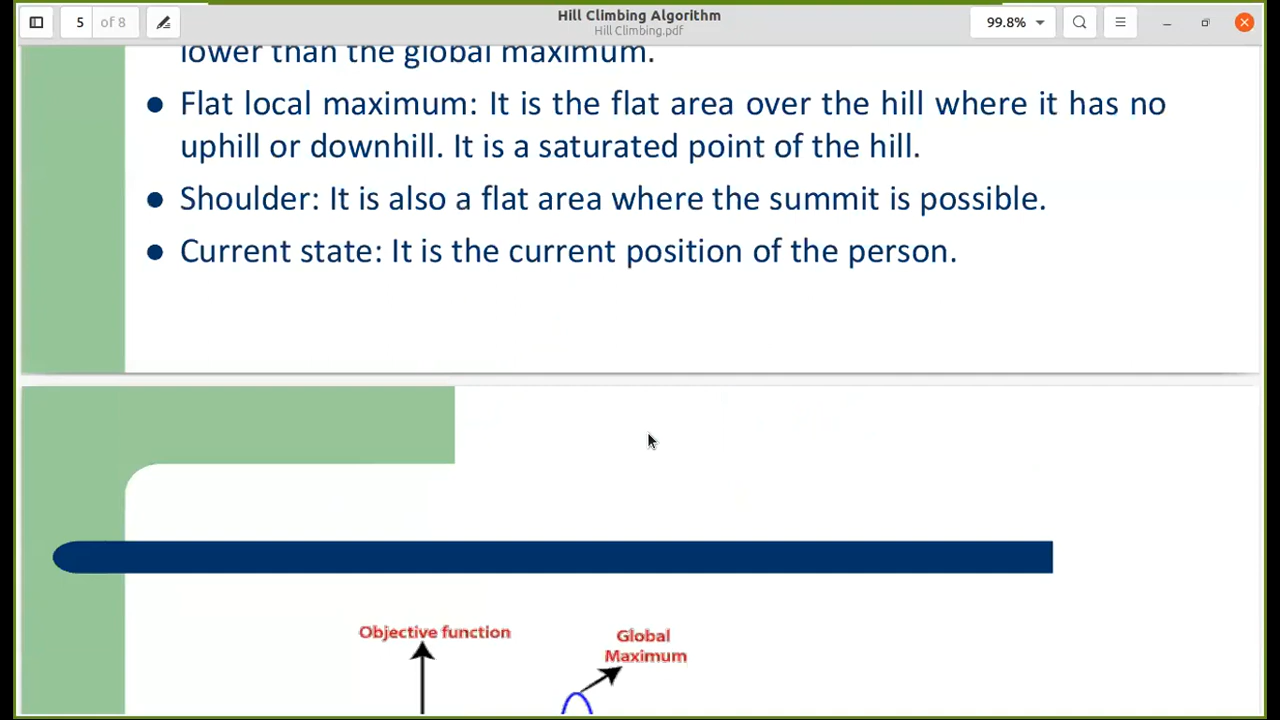 Hill Climbing Algorithm
Hill Climbing.pdf
5 of 8
99.8%
lower than the global maximum.
● Flat local maximum: It is the flat area over the hill where it has no
uphill or downhill. It is a saturated point of the hill.
● Shoulder: It is also a flat area where the summit is possible.
● Current state: It is the current position of the person.
Objective function
Global
Maximum